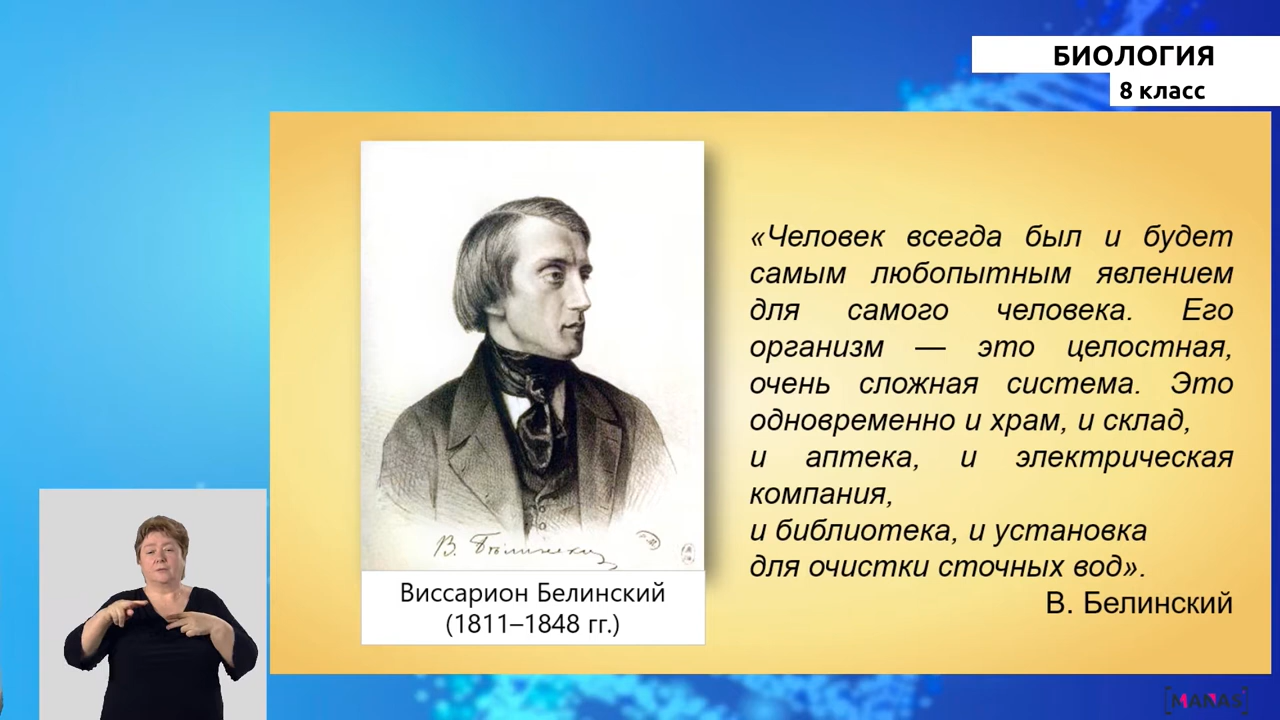 БИОЛОГИЯ
8 класс
«Человек всегда был и будет
самым любопытным явлением
для самого человека. Его
организм — это целостная,
очень сложная система. Это
одновременно и храм, и склад,
и аптека, и электрическая
компания,
и библиотека, и установка
для очистки сточных вод».
В. Белинский
Виссарион Белинский
(1811–1848 гг.)
MANAS